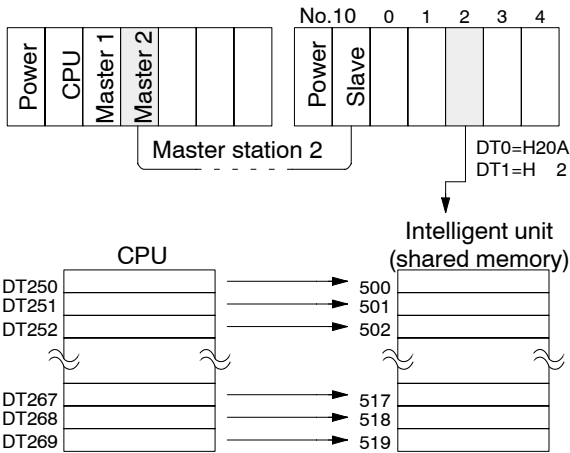 No.10 0 1 2 3 4
Power
CPU
Master 1
Master 2
Power
Slave
Master station 2
DT0=H20A
DT1=H 2
Intelligent unit
(shared memory)
CPU
DT250 500
DT251 501
DT252 502
DT267 517
DT268 518
DT269 519